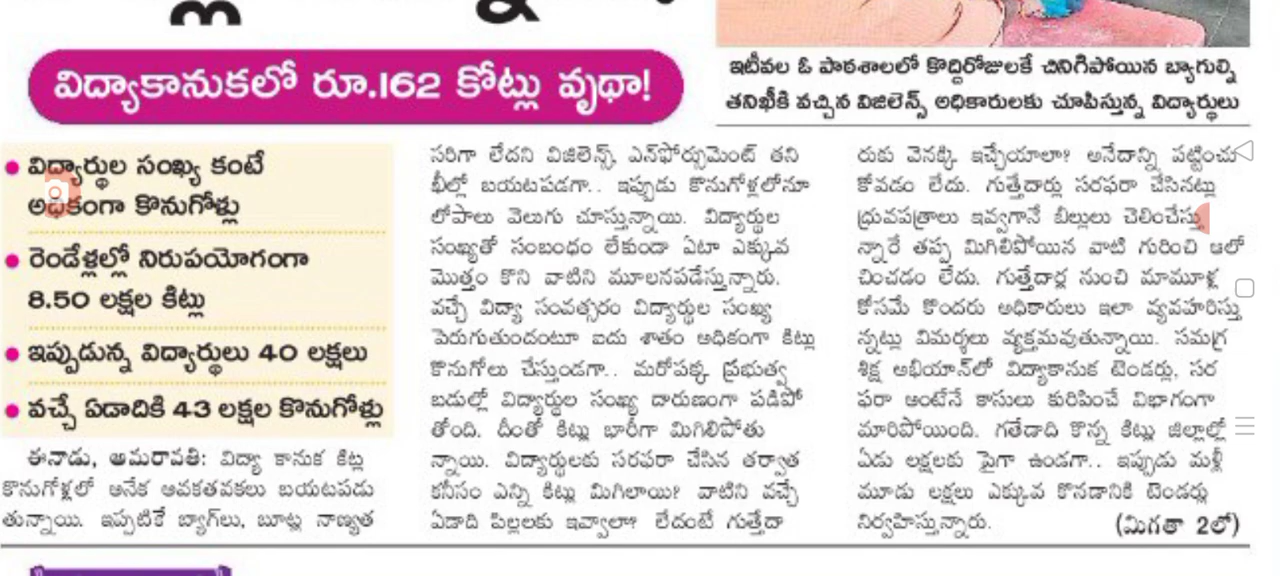 విద్యాకానుకలో రూ.162 కోట్లు వృథా!
ఇటీవల ఓ పాఠశాలలో కొద్దిరోజులకే చినిగిపోయిన బ్యాగుల్ని
తనిఖీకి వచ్చిన విజిలెన్స్ అధికారులకు చూపిస్తున్న విద్యార్థులు
విద్యార్థుల సంఖ్య కంటే
అధికంగా కొనుగోళ్లు
రెండేళ్లల్లో నిరుపయోగంగా
8.50 లక్షల కిట్లు
ఇప్పుడున్న విద్యార్థులు 40 లక్షలు
వచ్చే ఏడాదికి 43 లక్షల కొనుగోళ్లు
ఈనాడు, అమరావతి: విద్యా కానుక కిట్ల
కొనుగోళ్లలో అనేక అవకతవకలు బయటపడు
తున్నాయి. ఇప్పటికే బ్యాగ్‌లు, బూట్ల నాణ్యత
సరిగా లేదని విజిలెన్స్, ఎన్‌ఫోర్సుమెంట్ తని
ఖీల్లో బయటపడగా.. ఇప్పుడు కొనుగోళ్లలోనూ
లోపాలు వెలుగు చూస్తున్నాయి. విద్యార్థుల
సంఖ్యతో సంబంధం లేకుండా ఏటా ఎక్కువ
మొత్తం కొని వాటిని మూలనపడేస్తున్నారు.
వచ్చే విద్యా సంవత్సరం విద్యార్థుల సంఖ్య
పెరుగుతుందంటూ ఐదు శాతం అధికంగా కిట్లు
కొనుగోలు చేస్తుండగా.. మరోపక్క ప్రభుత్వ
బడుల్లో విద్యార్థుల సంఖ్య దారుణంగా పడిపో
తోంది. దీంతో కిట్లు భారీగా మిగిలిపోతు
న్నాయి. విద్యార్థులకు సరఫరా చేసిన తర్వాత
కనీసం ఎన్ని కిట్లు మిగిలాయి? వాటిని వచ్చే
ఏడాది పిల్లలకు ఇవ్వాలా? లేదంటే గుత్తేదా
రుకు వెనక్కి ఇచ్చేయాలా? అనేదాన్ని పట్టించు
కోవడం లేదు. గుత్తేదార్లు సరఫరా చేసినట్లు
ధ్రువపత్రాలు ఇవ్వగానే బిల్లులు చెలించేస్తు
న్నారే తప్ప మిగిలిపోయిన వాటి గురించి ఆలో
చించడం లేదు. గుత్తేదార్ల నుంచి మామూళ్ల
కోసమే కొందరు అధికారులు ఇలా వ్యవహరిస్తు
న్నట్లు విమర్శలు వ్యక్తమవుతున్నాయి. సమగ్ర
శిక్ష అభియాన్‌లో విద్యాకానుక టెండర్లు, సర
ఫరా అంటేనే కాసులు కురిపించే విభాగంగా
మారిపోయింది. గతేడాది కొన్న కిట్లు జిల్లాల్లో
ఏడు లక్షలకు పైగా ఉండగా.. ఇప్పుడు మళ్లీ
మూడు లక్షలు ఎక్కువ కొనడానికి టెండర్లు
నిర్వహిస్తున్నారు. (మిగతా 2లో)